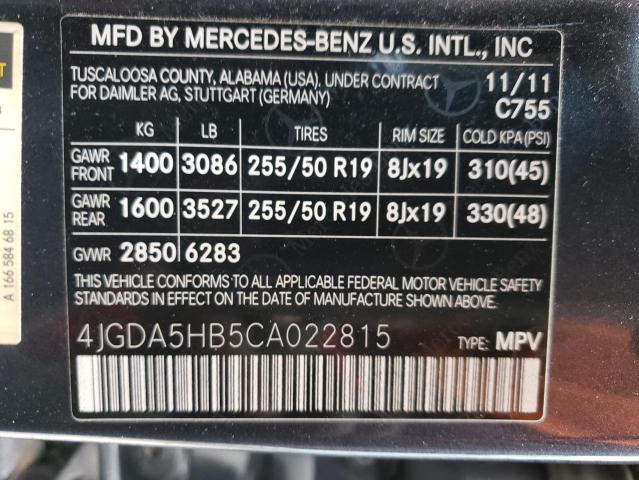 MFD BY MERCEDES-BENZ U.S. INTL., INC
TUSCALOOSA COUNTY, ALABAMA (USA), UNDER CONTRACT 11/11
FOR DAIMLER AG, STUTTGART (GERMANY) C755
KG LB TIRES RIM SIZE COLD KPA (PSI)
GAWR FRONT 1400 3086 255/50 R19 8Jx19 310(45)
GAWR REAR 1600 3527 255/50 R19 8Jx19 330(48)
GVWR 2850 6283
THIS VEHICLE CONFORMS TO ALL APPLICABLE FEDERAL MOTOR VEHICLE SAFETY
STANDARDS IN EFFECT ON THE DATE OF MANUFACTURE SHOWN ABOVE.
4JGDA5HB5CA022815 TYPE: MPV
A 166 584 68 15